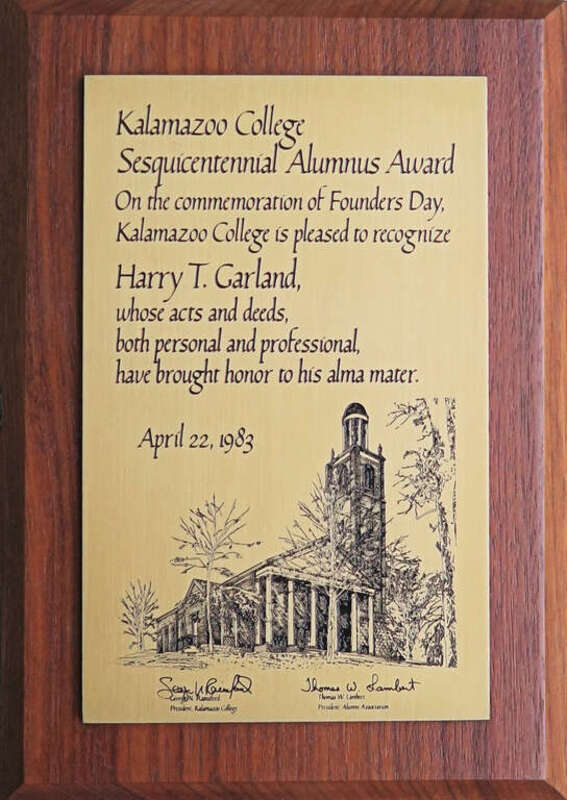 Kalamazoo College
Sesquicentennial Alumnus Award
On the commemoration of Founders Day,
Kalamazoo College is pleased to recognize
Harry T. Garland,
whose acts and deeds,
both personal and professional,
have brought honor to his alma mater.
April 22, 1983
Thomas W. Lambert
George N. Rainsford
Thomas W. Lambert
President, Kalamazoo College
President, Alumni Association